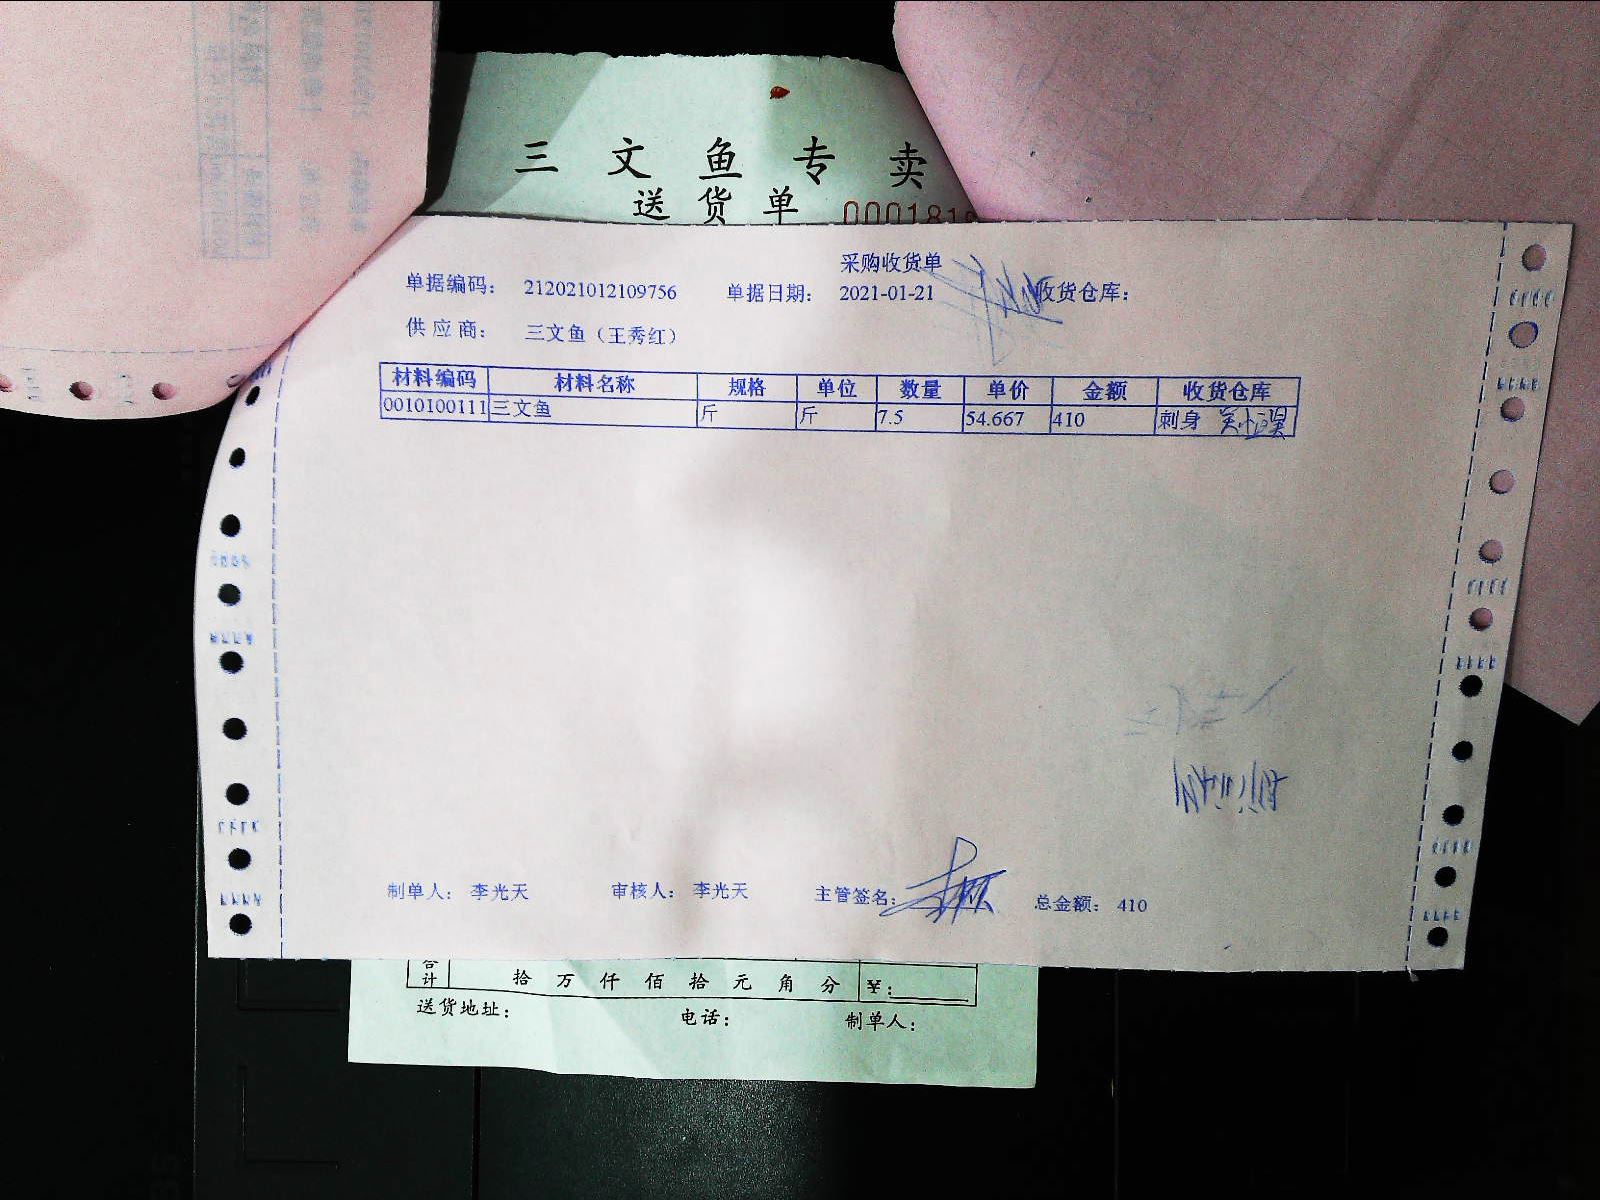 三文鱼专卖
送货单
采购收货单
单据编码： 212021012109756 单据日期： 2021-01-21 收货仓库：
供应商： 三文鱼（王秀红）
材料编码 材料名称 规格 单位 数量 单价 金额 收货仓库
0010100111 三文鱼 斤 斤 7.5 54.667 410 刺身
制单人： 李光天 审核人： 李光天 主管签名： 总金额： 410
合计 拾 万 仟 佰 拾 元 角 分 ¥：
送货地址： 电话： 制单人：